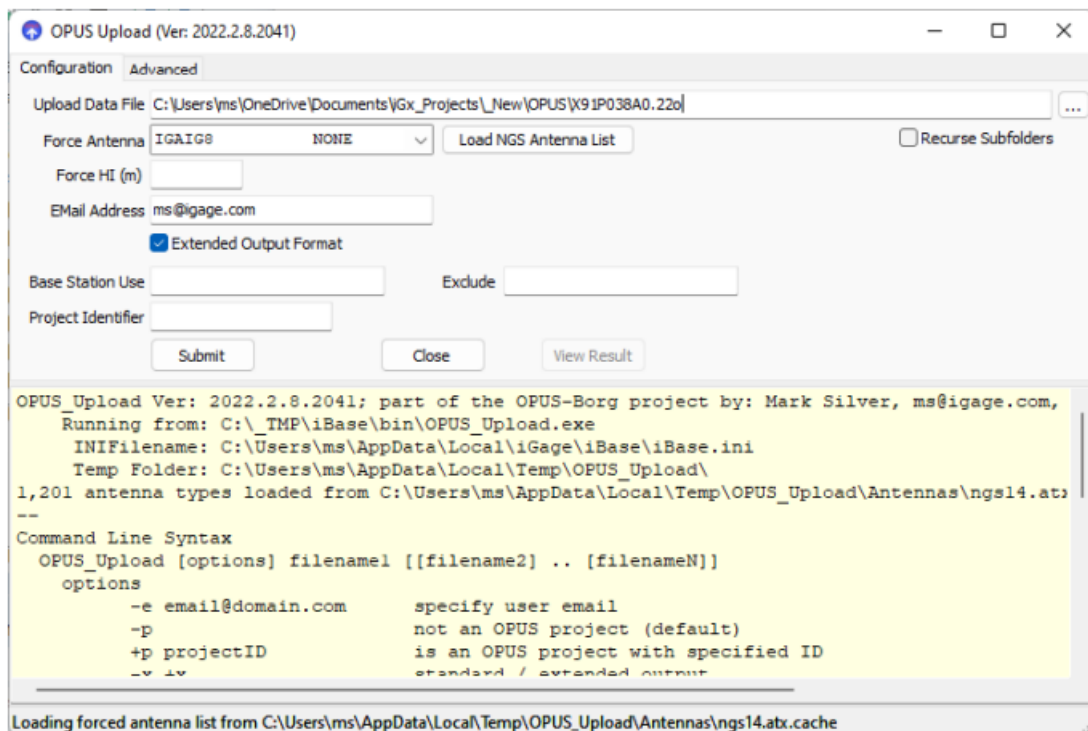 OPUS Upload (Ver: 2022.2.8.2041)
Configuration Advanced
Upload Data File C:\Users\ms\OneDrive\Documents\iGx_Projects\_New\OPUS\X91P038A0.22o ...
Force Antenna IGAIG8 NONE Load NGS Antenna List Recurse Subfolders
Force HI (m)
EMail Address ms@igage.com
Extended Output Format
Base Station Use Exclude
Project Identifier
Submit Close View Result
OPUS_Upload Ver: 2022.2.8.2041; part of the OPUS-Borg project by: Mark Silver, ms@igage.com,
Running from: C:\_TMP\iBase\bin\OPUS_Upload.exe
INIFilename: C:\Users\ms\AppData\Local\iGage\iBase\iBase.ini
Temp Folder: C:\Users\ms\AppData\Local\Temp\OPUS_Upload\
1,201 antenna types loaded from C:\Users\ms\AppData\Local\Temp\OPUS_Upload\Antennas\ngs14.atx
--
Command Line Syntax
OPUS_Upload [options] filename1 [[filename2] .. [filenameN]]
options
-e email@domain.com specify user email
-p not an OPUS project (default)
+p projectID is an OPUS project with specified ID
-x +x standard / extended output
Loading forced antenna list from C:\Users\ms\AppData\Local\Temp\OPUS_Upload\Antennas\ngs14.atx.cache